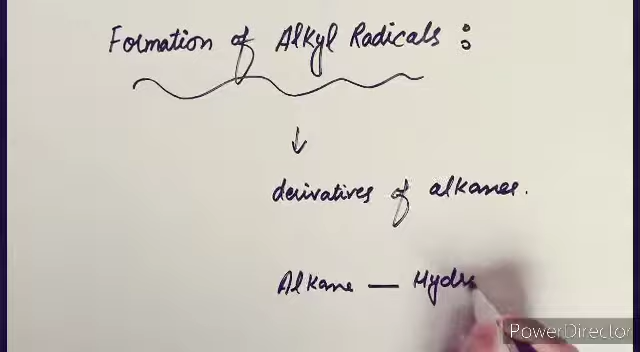 Formation of Alkyl Radicals :
↓
derivatives of alkanes.
Alkane — Hydr
PowerDirector